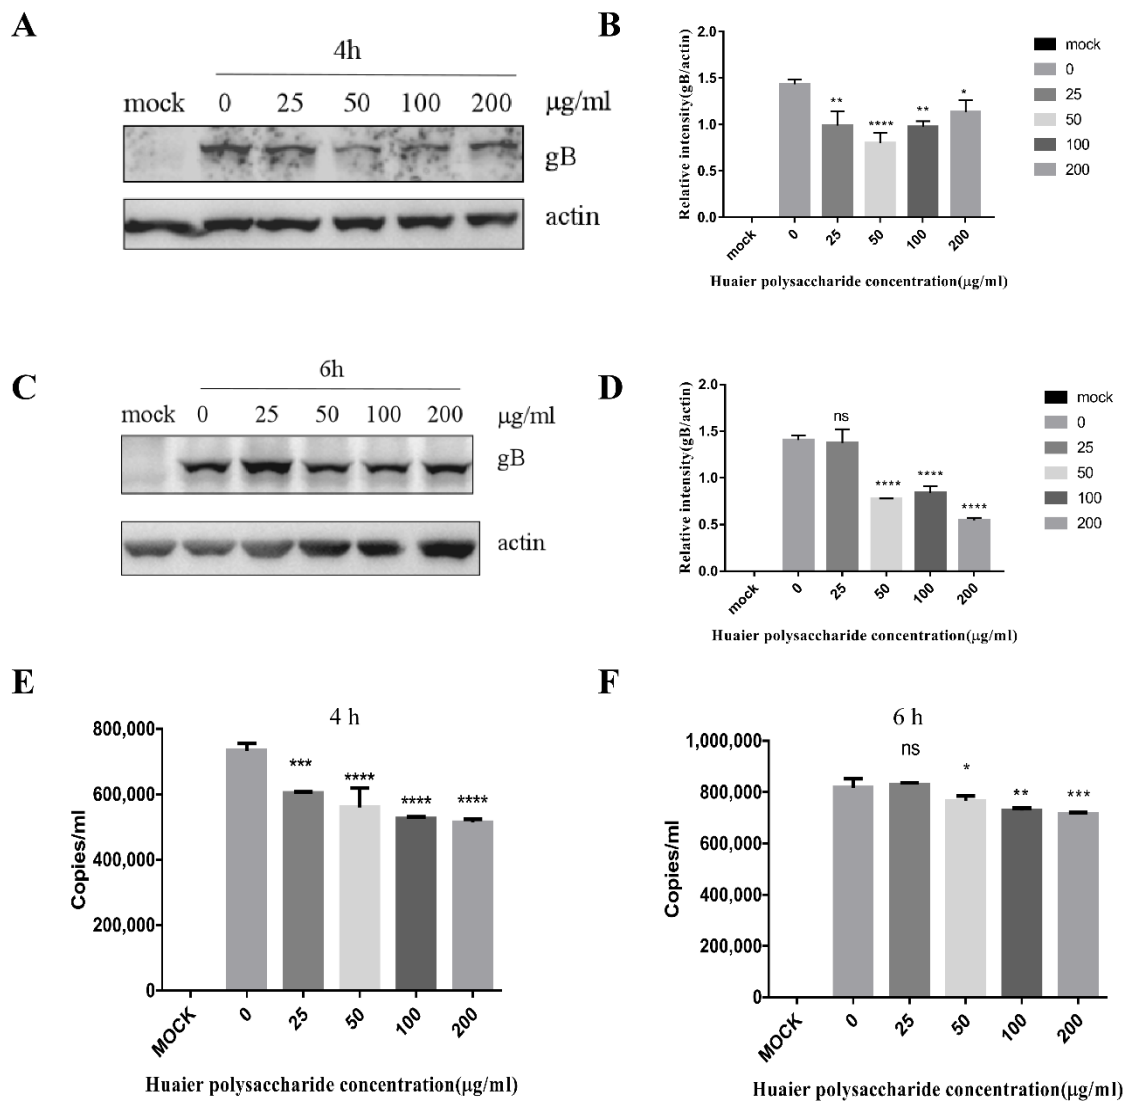 A
4h
mock 0 25 50 100 200 μg/ml
gB
actin
B
Relative intensity(gB/actin)
2.0
1.5
1.0
0.5
0.0
** **** ** *
mock 0 25 50 100 200
Huaier polysaccharide concentration(μg/ml)
mock
0
25
50
100
200
C
6h
mock 0 25 50 100 200 μg/ml
gB
actin
D
Relative intensity(gB/actin)
2.0
1.5
1.0
0.5
0.0
ns **** **** ****
mock 0 25 50 100 200
Huaier polysaccharide concentration(μg/ml)
mock
0
25
50
100
200
E
4 h
Copies/ml
800,000
600,000
400,000
200,000
0
*** **** **** ****
MOCK 0 25 50 100 200
Huaier polysaccharide concentration(μg/ml)
F
6 h
Copies/ml
1,000,000
800,000
600,000
400,000
200,000
0
ns * ** ***
MOCK 0 25 50 100 200
Huaier polysaccharide concentration(μg/ml)